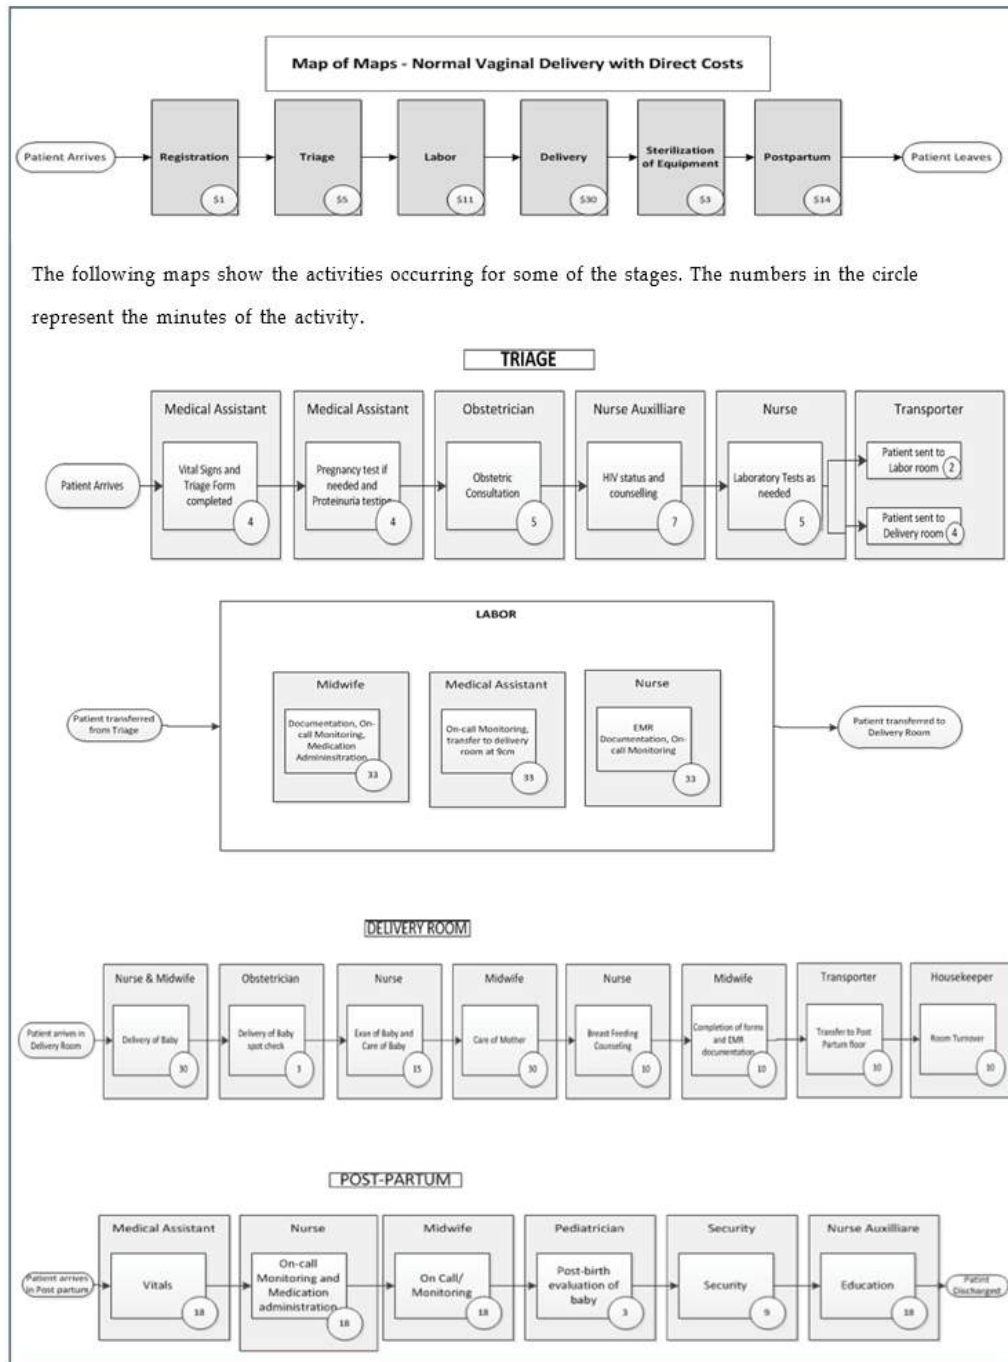 Map of Maps - Normal Vaginal Delivery with Direct Costs
Patient Arrives
Registration
$1
Triage
$5
Labor
$11
Delivery
$30
Sterilization
of Equipment
$3
Postpartum
$14
Patient Leaves
The following maps show the activities occurring for some of the stages. The numbers in the circle
represent the minutes of the activity.
TRIAGE
Patient Arrives
Medical Assistant
Vital Signs and
Triage Form
completed
4
Medical Assistant
Pregnancy test if
needed and
Proteinuria testing
4
Obstetrician
Obstetric
Consultation
5
Nurse Auxilliare
HIV status and
counselling
7
Nurse
Laboratory Tests as
needed
5
Transporter
Patient sent to
Labor room 2
Patient sent to
Delivery room 4
LABOR
Patient transferred
from Triage
Midwife
Documentation, On-
call Monitoring,
Medication
Admininsitration
33
Medical Assistant
On-call Monitoring,
transfer to delivery
room at 9cm
33
Nurse
EMR
Documentation, On-
call Monitoring
33
Patient transferred to
Delivery Room
DELIVERY ROOM
Patient arrives in
Delivery Room
Nurse & Midwife
Delivery of Baby
30
Obstetrician
Delivery of Baby
spot check
3
Nurse
Exan of Baby and
Care of Baby
15
Midwife
Care of Mother
30
Nurse
Breast Feeding
Counseling
10
Midwife
Completion of forms
and EMR
documentation
10
Transporter
Transfer to Post
Partum floor
10
Housekeeper
Room Turnover
10
POST-PARTUM
Patient arrives
in Post partum
Medical Assistant
Vitals
18
Nurse
On-call
Monitoring and
Medication
administration
18
Midwife
On Call/
Monitoring
18
Pediatrician
Post-birth
evaluation of
baby
3
Security
Security
9
Nurse Auxilliare
Education
18
Patint
Discharged